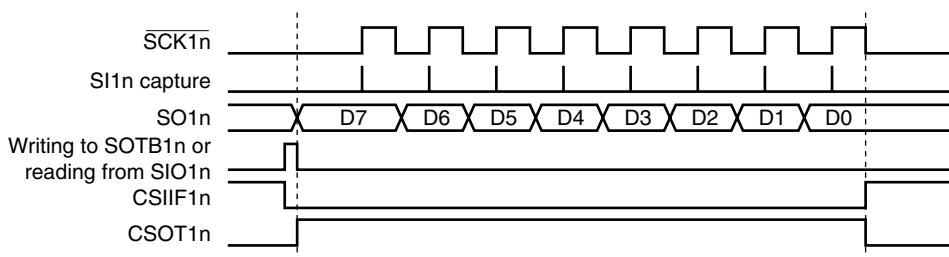 SCK1n
SI1n capture
SO1n D7 D6 D5 D4 D3 D2 D1 D0
Writing to SOTB1n or
reading from SIO1n
CSIIF1n
CSOT1n